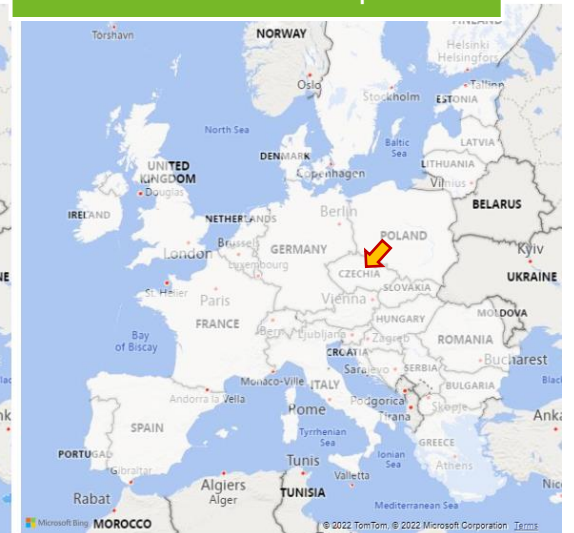 FINLAND
NORWAY
Torshavn
Helsinki
Helsingfors
Oslo
Tallinn
Stockholm
ESTONIA
North Sea
Baltic
Sea
LATVIA
DENMARK
LITHUANIA
Copenhagen
Vilnius
UNITED
KINGDOM
Douglas
BELARUS
IRELAND
NETHERLANDS
Berlin
POLAND
London
Brussels
GERMANY
Kyiv
Luxembourg
CZECHIA
UKRAINE
St. Helier
Paris
Vienna
SLOVAKIA
FRANCE
HUNGARY
MOLDOVA
Bern
Ljubljana
Zagreb
ROMANIA
Bay
of Biscay
CROATIA
Bucharest
Sarajevo
SERBIA
Monaco-Ville
ITALY
BULGARIA
Andorra la Vella
Podgorica
Skopje
Rome
Tirana
SPAIN
Tyrrhenian
Sea
GREECE
PORTUGAL
Ionian
Sea
Athens
Gibraltar
Tunis
Valletta
Algiers
Alger
Rabat
TUNISIA
Mediterranean Sea
Microsoft Bing
MOROCCO
© 2022 TomTom, © 2022 Microsoft Corporation Terms